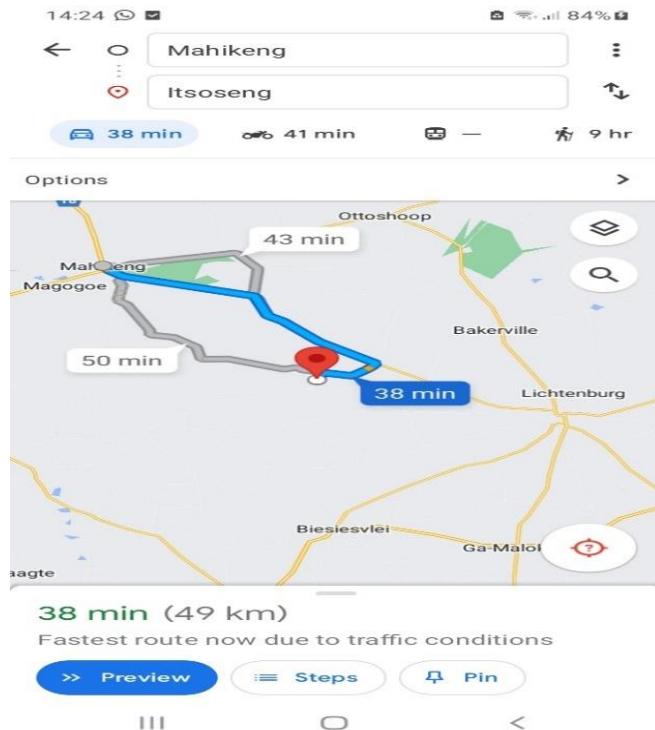 14:24 84%
Mahikeng
Itsoseng
38 min 41 min — 9 hr
Options
Ottoshoop
43 min
Magogoe
Bakerville
50 min
38 min
Lichtenburg
Biesiesvlei
aagte
38 min (49 km)
Fastest route now due to traffic conditions
Preview Steps Pin